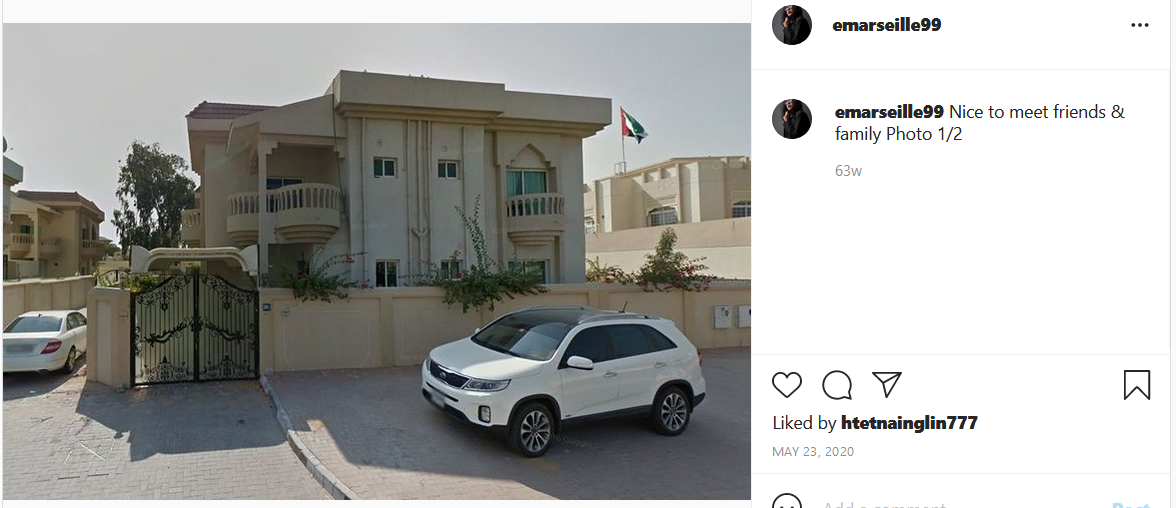 emarseille99
emarseille99 Nice to meet friends &
family Photo 1/2
63w
Liked by htetnainglin777
MAY 23, 2020
Add a comment
Post